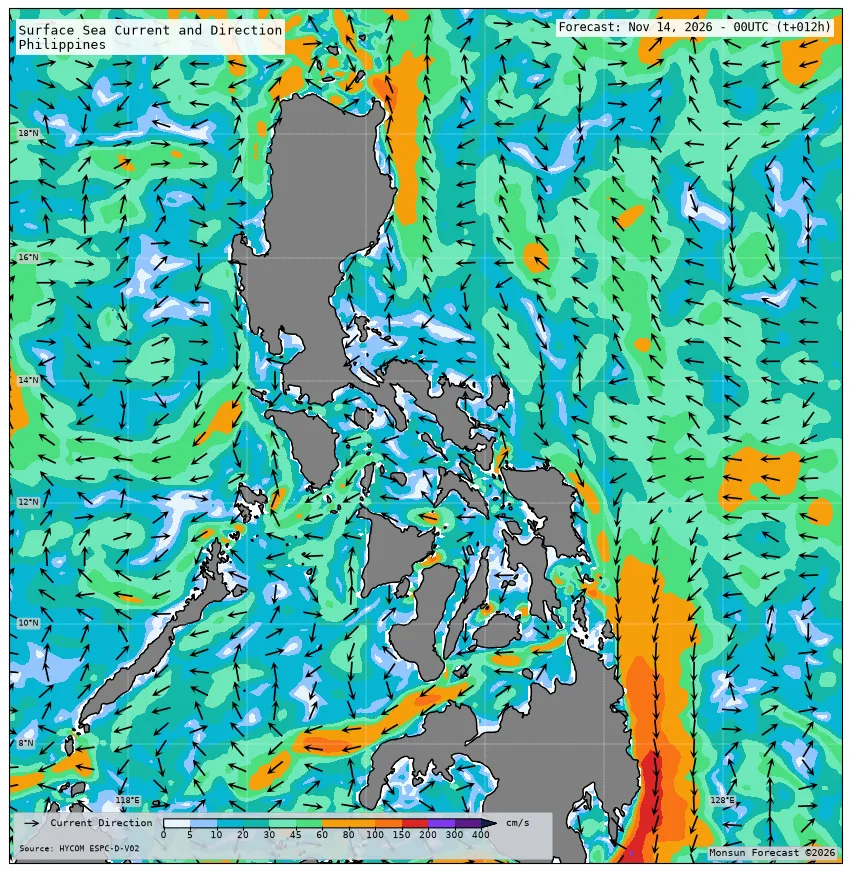 Surface Sea Current and Direction
Philippines
Forecast: Nov 14, 2026 - 00UTC (t+012h)
18°N
16°N
14°N
12°N
10°N
8°N
118°E
128°E
Current Direction
cm/s
0 5 10 20 30 45 60 80 100 150 200 300 400
Source: HYCOM ESPC-D-V02
Monsun Forecast ©2026